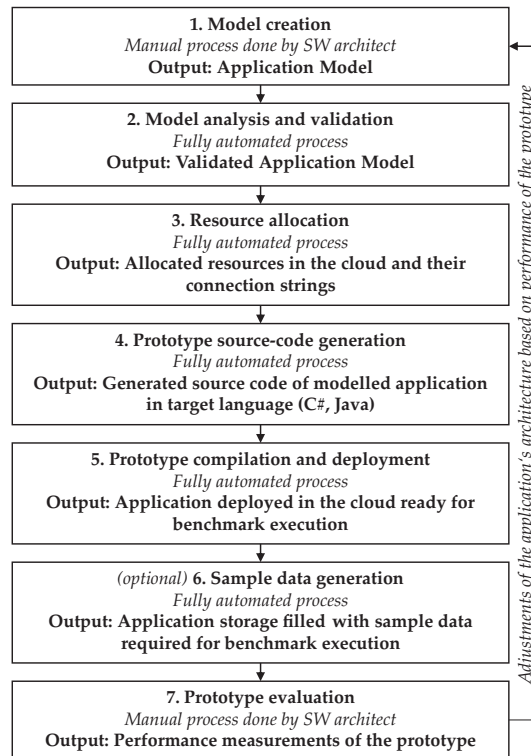 1. Model creation
Manual process done by SW architect
Output: Application Model
2. Model analysis and validation
Fully automated process
Output: Validated Application Model
3. Resource allocation
Fully automated process
Output: Allocated resources in the cloud and their
connection strings
4. Prototype source-code generation
Fully automated process
Output: Generated source code of modelled application
in target language (C#, Java)
5. Prototype compilation and deployment
Fully automated process
Output: Application deployed in the cloud ready for
benchmark execution
(optional) 6. Sample data generation
Fully automated process
Output: Application storage filled with sample data
required for benchmark execution
7. Prototype evaluation
Manual process done by SW architect
Output: Performance measurements of the prototype
Adjustments of the application‘s architecture based on performance of the prototype